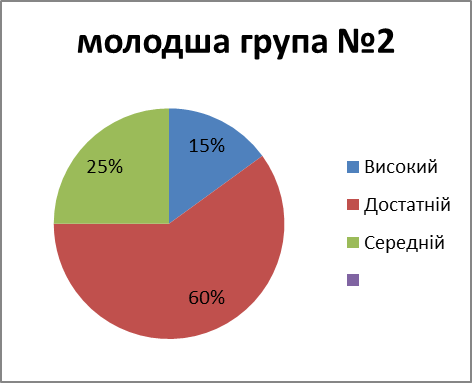 молодша група №2
15%
25%
60%
Високий
Достатній
Середній